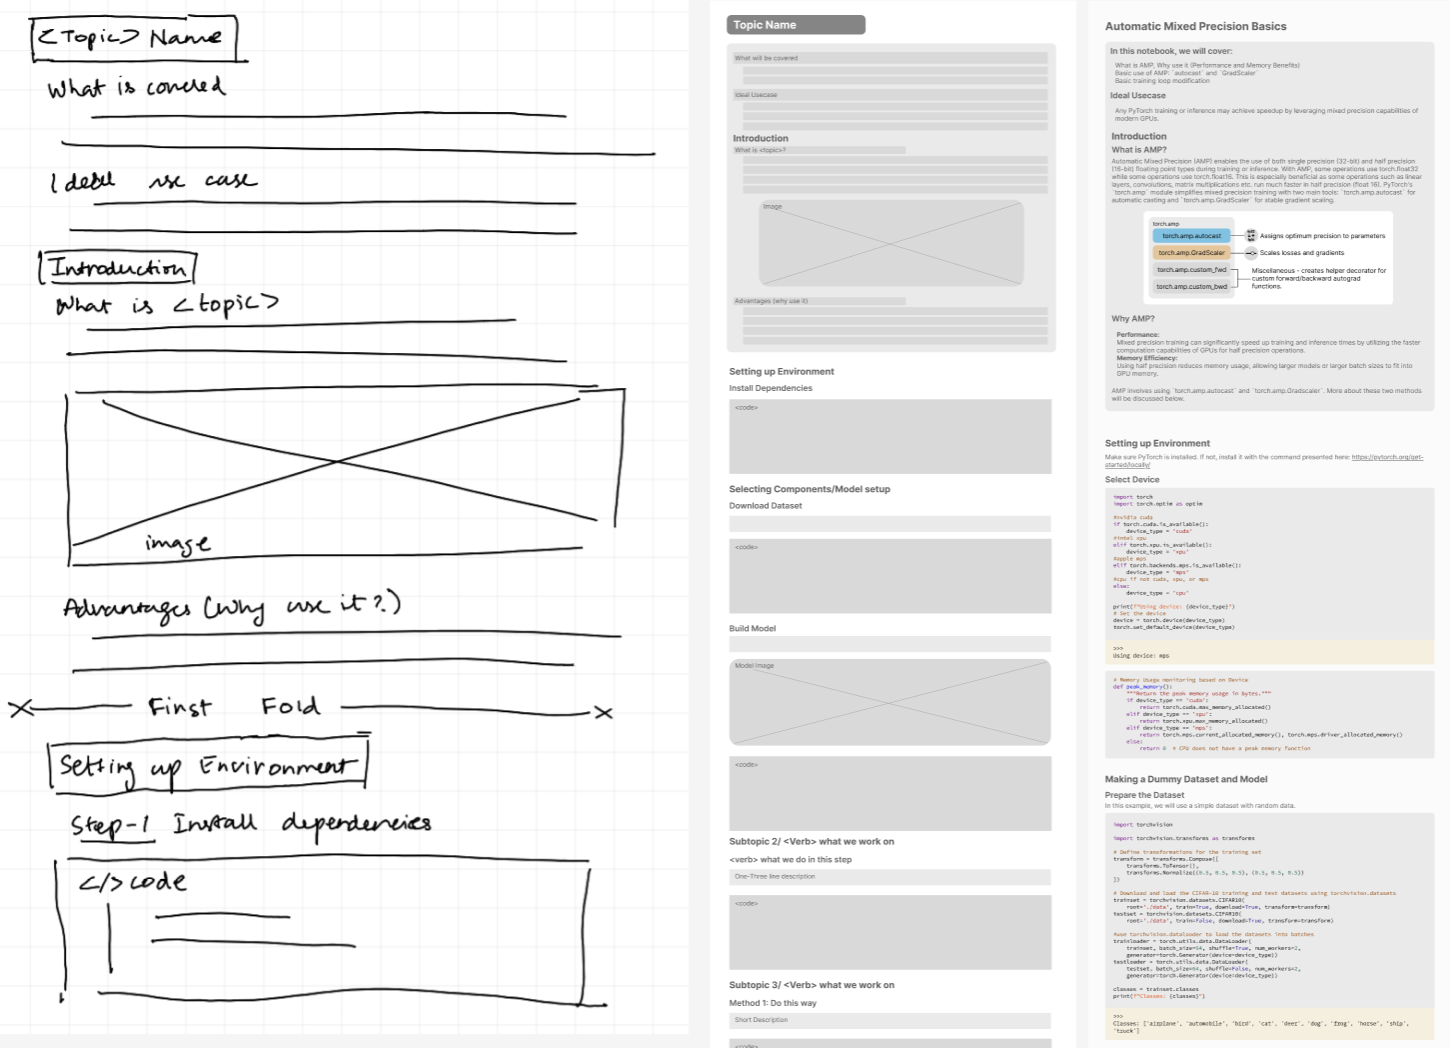 <Topic> Name
What is covered
Ideal use case
Introduction
What is <topic>
image
Advantages (why use it?)
First Fold
Setting up Environment
Step-1 Install dependencies
</> code
Topic Name
What will be covered
Ideal Usecase
Introduction
What is <topic>?
Image
Advantages (why use it)
Setting up Environment
Install Dependencies
<code>
Selecting Components/Model setup
Download Dataset
<code>
Build Model
Model Image
<code>
Subtopic 2/ <Verb> what we work on
<verb> what we do in this step
One-Three line description
<code>
Subtopic 3/ <Verb> what we work on
Method 1: Do this way
Short Description
<code>
Automatic Mixed Precision Basics
In this notebook, we will cover:
What is AMP, Why use it (Performance and Memory Benefits)
Basic use of AMP: `autocast` and `GradScaler`
Basic training loop modification
Ideal Usecase
Any PyTorch training or inference may achieve speedup by leveraging mixed precision capabilities of
modern GPUs.
Introduction
What is AMP?
Automatic Mixed Precision (AMP) enables the use of both single precision (32-bit) and half precision
(16-bit) floating point types during training or inference. With AMP, some operations use torch.float32
while some operations use torch.float16. This is especially beneficial as some operations such as linear
layers, convolutions, matrix multiplications etc. run much faster in half precision (float 16). PyTorch's
`torch.amp` module simplifies mixed precision training with two main tools: `torch.amp.autocast` for
automatic casting and `torch.amp.GradScaler` for stable gradient scaling.
torch.amp
torch.amp.autocast
Assigns optimum precision to parameters
torch.amp.GradScaler
Scales losses and gradients
torch.amp.custom_fwd
torch.amp.custom_bwd
Miscellaneous - creates helper decorator for
custom forward/backward autograd
functions.
Why AMP?
Performance:
Mixed precision training can significantly speed up training and inference times by utilizing the faster
computation capabilities of GPUs for half precision operations.
Memory Efficiency:
Using half precision reduces memory usage, allowing larger models or larger batch sizes to fit into
GPU memory.
AMP involves using `torch.amp.autocast` and `torch.amp.Gradscaler`. More about these two methods
will be discussed below.
Setting up Environment
Make sure PyTorch is installed. If not, install it with the command presented here: https://pytorch.org/get-
started/locally/
Select Device
import torch
import torch.optim as optim
#nvidia cuda
if torch.cuda.is_available():
device_type = "cuda"
#intel xpu
elif torch.xpu.is_available():
device_type = "xpu"
#apple mps
elif torch.backends.mps.is_available():
device_type = "mps"
#cpu if not cuda, xpu, or mps
else:
device_type = "cpu"
print(f"Using device: {device_type}")
# Set the device
device = torch.device(device_type)
torch.set_default_device(device_type)
>>>
Using device: mps
# Memory Usage monitoring based on Device
def peak_memory():
"""Return the peak memory usage in bytes."""
if device_type == 'cuda':
return torch.cuda.max_memory_allocated()
elif device_type == 'xpu':
return torch.xpu.max_memory_allocated()
elif device_type == 'mps':
return torch.mps.current_allocated_memory(), torch.mps.driver_allocated_memory()
else:
return 0 # CPU does not have a peak memory function
Making a Dummy Dataset and Model
Prepare the Dataset
In this example, we will use a simple dataset with random data.
import torchvision
import torchvision.transforms as transforms
# Define transformations for the training set
transform = transforms.Compose([
transforms.ToTensor(),
transforms.Normalize((0.5, 0.5, 0.5), (0.5, 0.5, 0.5))
])
# Download and load the CIFAR-10 training and test datasets using torchvision.datasets
trainset = torchvision.datasets.CIFAR10(
root='./data', train=True, download=True, transform=transform)
testset = torchvision.datasets.CIFAR10(
root='./data', train=False, download=True, transform=transform)
#use torchvision.dataloader to load the datasets into batches
trainloader = torch.utils.data.DataLoader(
trainset, batch_size=64, shuffle=True, num_workers=2,
generator=torch.Generator(device=device_type))
testloader = torch.utils.data.DataLoader(
testset, batch_size=64, shuffle=False, num_workers=2,
generator=torch.Generator(device=device_type))
classes = trainset.classes
print(f"Classes: {classes}")
>>>
Classes: ['airplane', 'automobile', 'bird', 'cat', 'deer', 'dog', 'frog', 'horse', 'ship',
'truck']